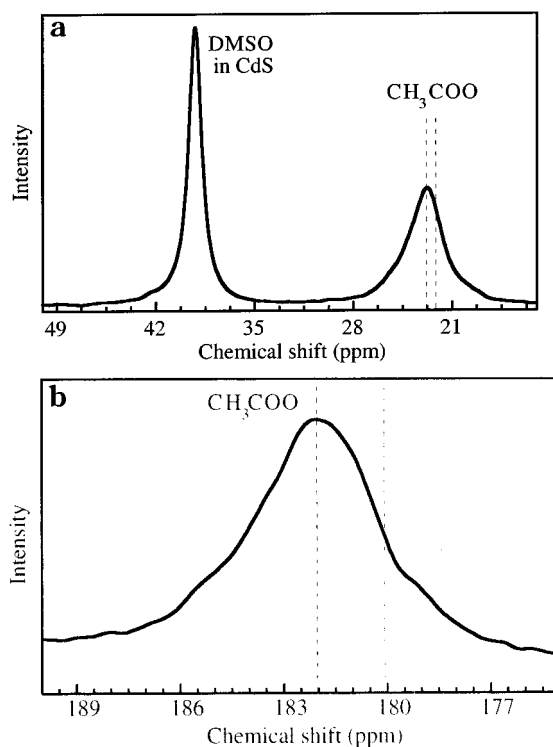 a
DMSO
in CdS
CH₃COO
Intensity
49 42 35 28 21
Chemical shift (ppm)
b
CH₃COO
Intensity
189 186 182 180 177
Chemical shift (ppm)